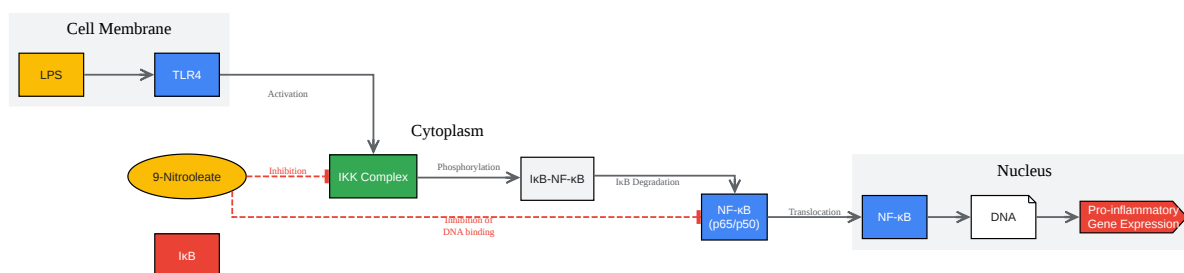 Cell Membrane
LPS
TLR4
Activation
Cytoplasm
9-Nitrooleate
Inhibition
IKK Complex
Phosphorylation
IκB-NF-κB
IκB Degradation
Inhibition of
DNA binding
NF-κB
(p65/p50)
Translocation
Nucleus
NF-κB
DNA
Pro-inflammatory
Gene Expression
IκB